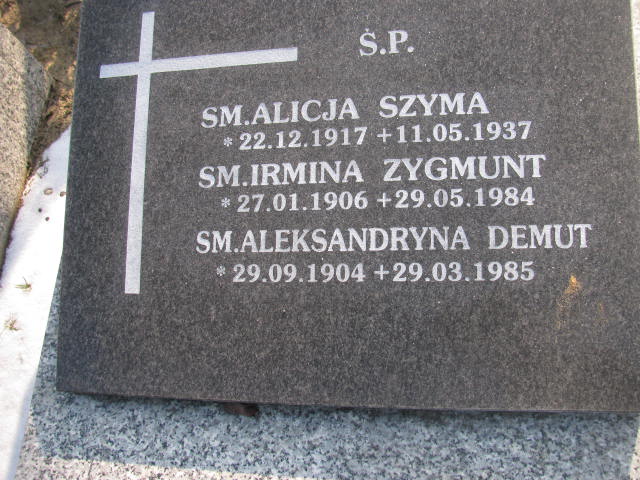 Ś.P.
SM.ALICJA SZYMA
*22.12.1917 +11.05.1937
SM.IRMINA ZYGMUNT
*27.01.1906 +29.05.1984
SM.ALEKSANDRYNA DEMUT
*29.09.1904 +29.03.1985